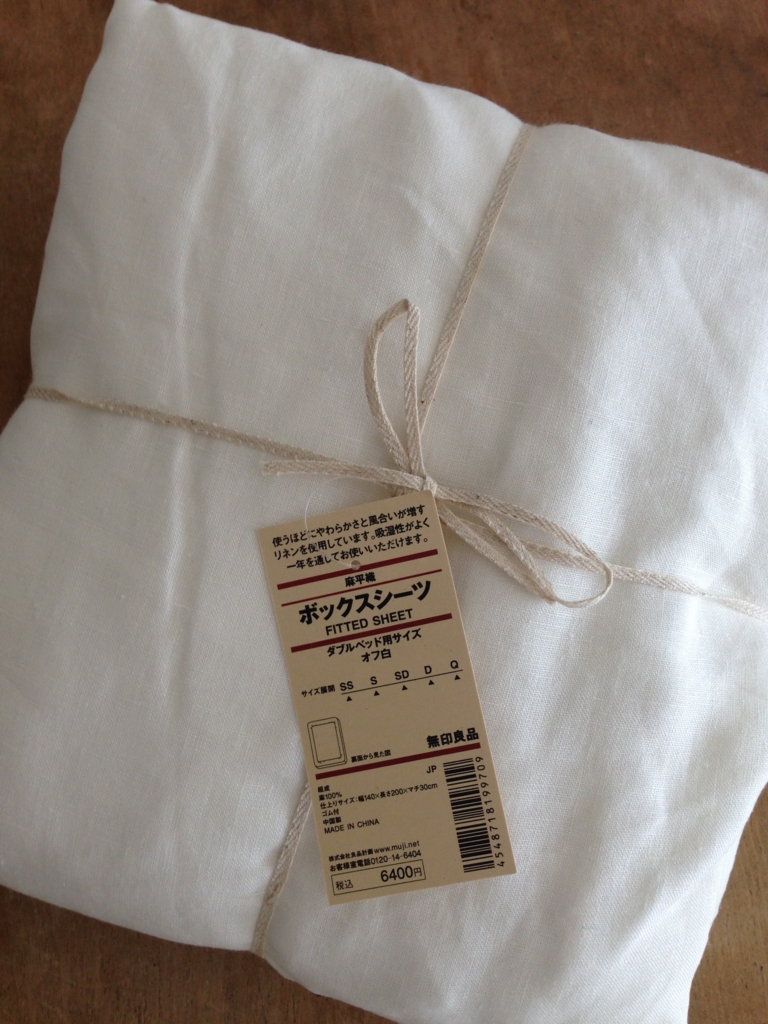 使うほどにやわらかさと風合いが増す
リネンを使用しています。吸湿性がよく
一年を通してお使いいただけます。
麻平織
ボックスシーツ
FITTED SHEET
ダブルベッド用サイズ
オフ白
サイズ展開 SS S SD D Q
裏面から見た図
無印良品
JP
組成
麻100%
仕上りサイズ:幅140×長さ200×マチ30cm
ゴム付
中国製
MADE IN CHINA
株式会社良品計画 www.muji.net
お客様室電話0120-14-6404
税込 6400円
4548718199709